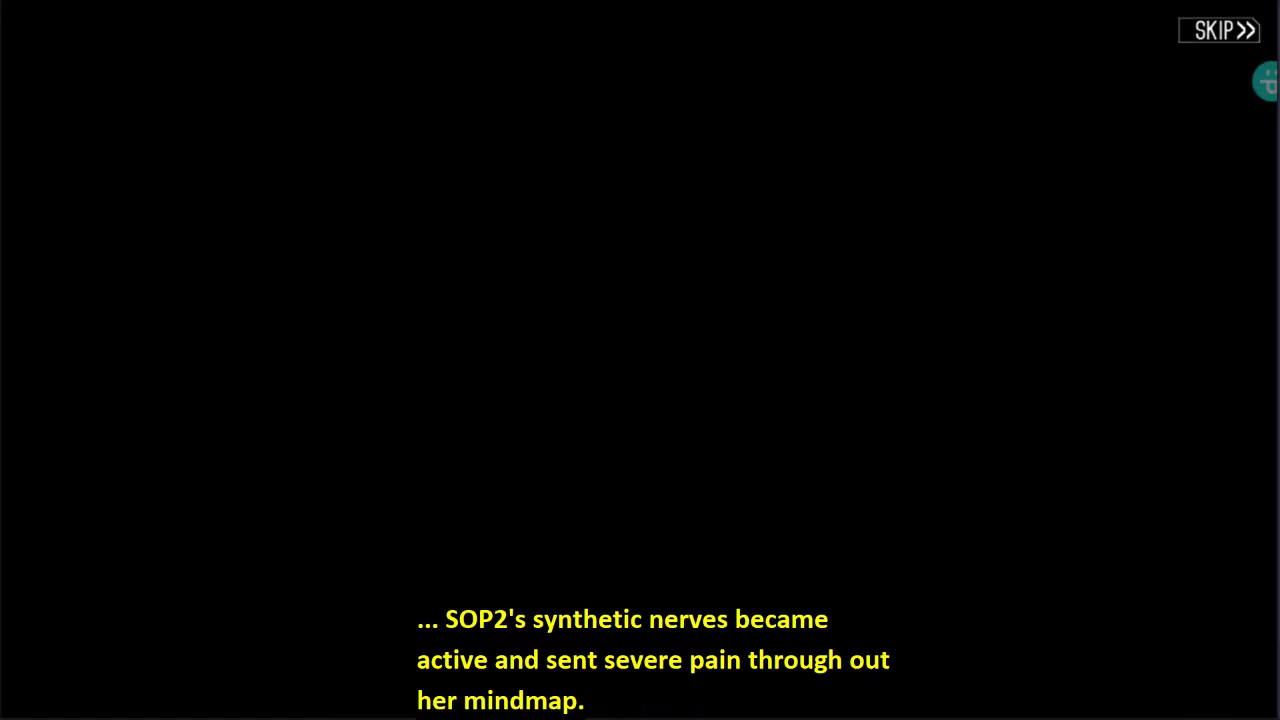 SKIP>>
... SOP2's synthetic nerves became
active and sent severe pain through out
her mindmap.